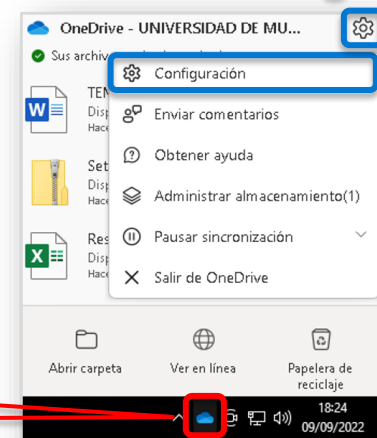 OneDrive - UNIVERSIDAD DE MU...
Sus archiv
Configuración
TEM
Disp
Hace
Enviar comentarios
Obtener ayuda
Set
Disp
Hace
Administrar almacenamiento(1)
Res
Disp
Hace
Pausar sincronización
Salir de OneDrive
Abrir carpeta
Ver en línea
Papelera de
reciclaje
18:24
09/09/2022